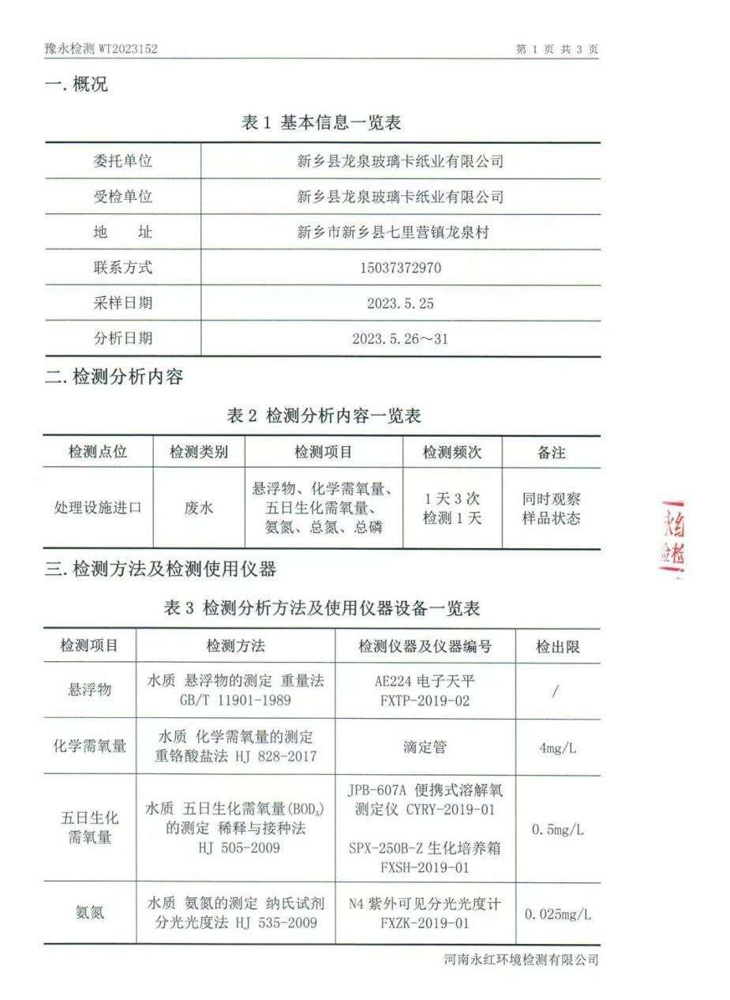 豫永检测 WT2023152
第 1 页 共 3 页
一.概况
表 1 基本信息一览表
委托单位 新乡县龙泉玻璃卡纸业有限公司
受检单位 新乡县龙泉玻璃卡纸业有限公司
地 址 新乡市新乡县七里营镇龙泉村
联系方式 15037372970
采样日期 2023.5.25
分析日期 2023.5.26～31
二.检测分析内容
表 2 检测分析内容一览表
检测点位 检测类别 检测项目 检测频次 备注
处理设施进口
废水
悬浮物、化学需氧量、
五日生化需氧量、
氨氮、总氮、总磷
1 天 3 次
检测 1 天
同时观察
样品状态
三.检测方法及检测使用仪器
表 3 检测分析方法及使用仪器设备一览表
检测项目 检测方法 检测仪器及仪器编号 检出限
悬浮物
水质 悬浮物的测定 重量法
GB/T 11901-1989
AE224 电子天平
FXTP-2019-02
/
化学需氧量
水质 化学需氧量的测定
重铬酸盐法 HJ 828-2017
滴定管
4mg/L
五日生化
需氧量
水质 五日生化需氧量(BOD₅)
的测定 稀释与接种法
HJ 505-2009
JPB-607A 便携式溶解氧
测定仪 CYRY-2019-01
SPX-250B-Z 生化培养箱
FXSH-2019-01
0.5mg/L
氨氮
水质 氨氮的测定 纳氏试剂
分光光度法 HJ 535-2009
N4 紫外可见分光光度计
FXZK-2019-01
0.025mg/L
河南永红环境检测有限公司